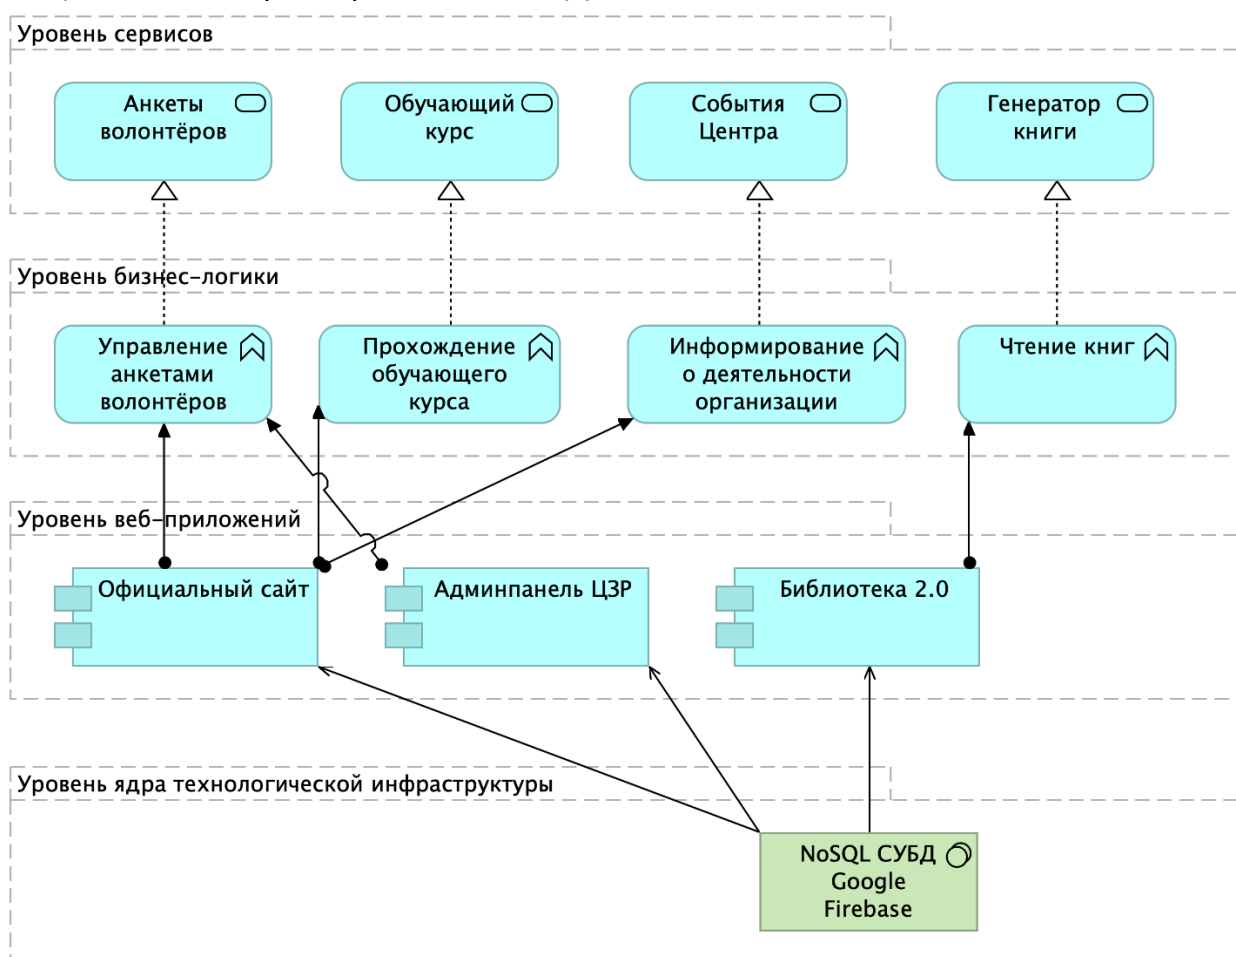 Уровень сервисов
Анкеты
волонтёров
Обучающий
курс
События
Центра
Генератор
книги
Уровень бизнес-логики
Управление
анкетами
волонтёров
Прохождение
обучающего
курса
Информирование
о деятельности
организации
Чтение книг
Уровень веб-приложений
Официальный сайт
Админпанель ЦЗР
Библиотека 2.0
Уровень ядра технологической инфраструктуры
NoSQL СУБД
Google
Firebase